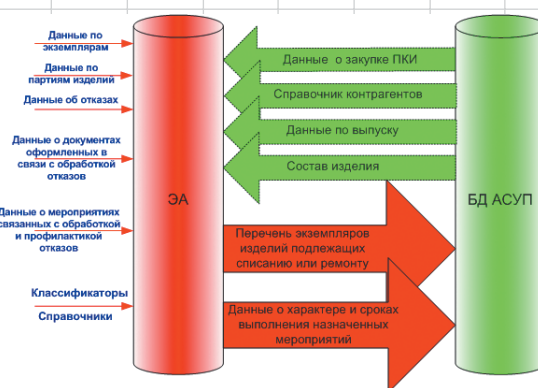 Данные по
экземплярам
Данные по
партиям изделий
Данные об отказах
Данные о документах
оформленных в
связи с обработкой
отказов
Данные о мероприятиях
связанных с обработкой
и профилактикой
отказов
Классификаторы
Справочники
ЭА
Данные о закупке ПКИ
Справочник контрагентов
Данные по выпуску
Состав изделия
Перечень экземпляров
изделий подлежащих
списанию или ремонту
Данные о характере и сроках
выполнения назначенных
мероприятий
БД АСУП